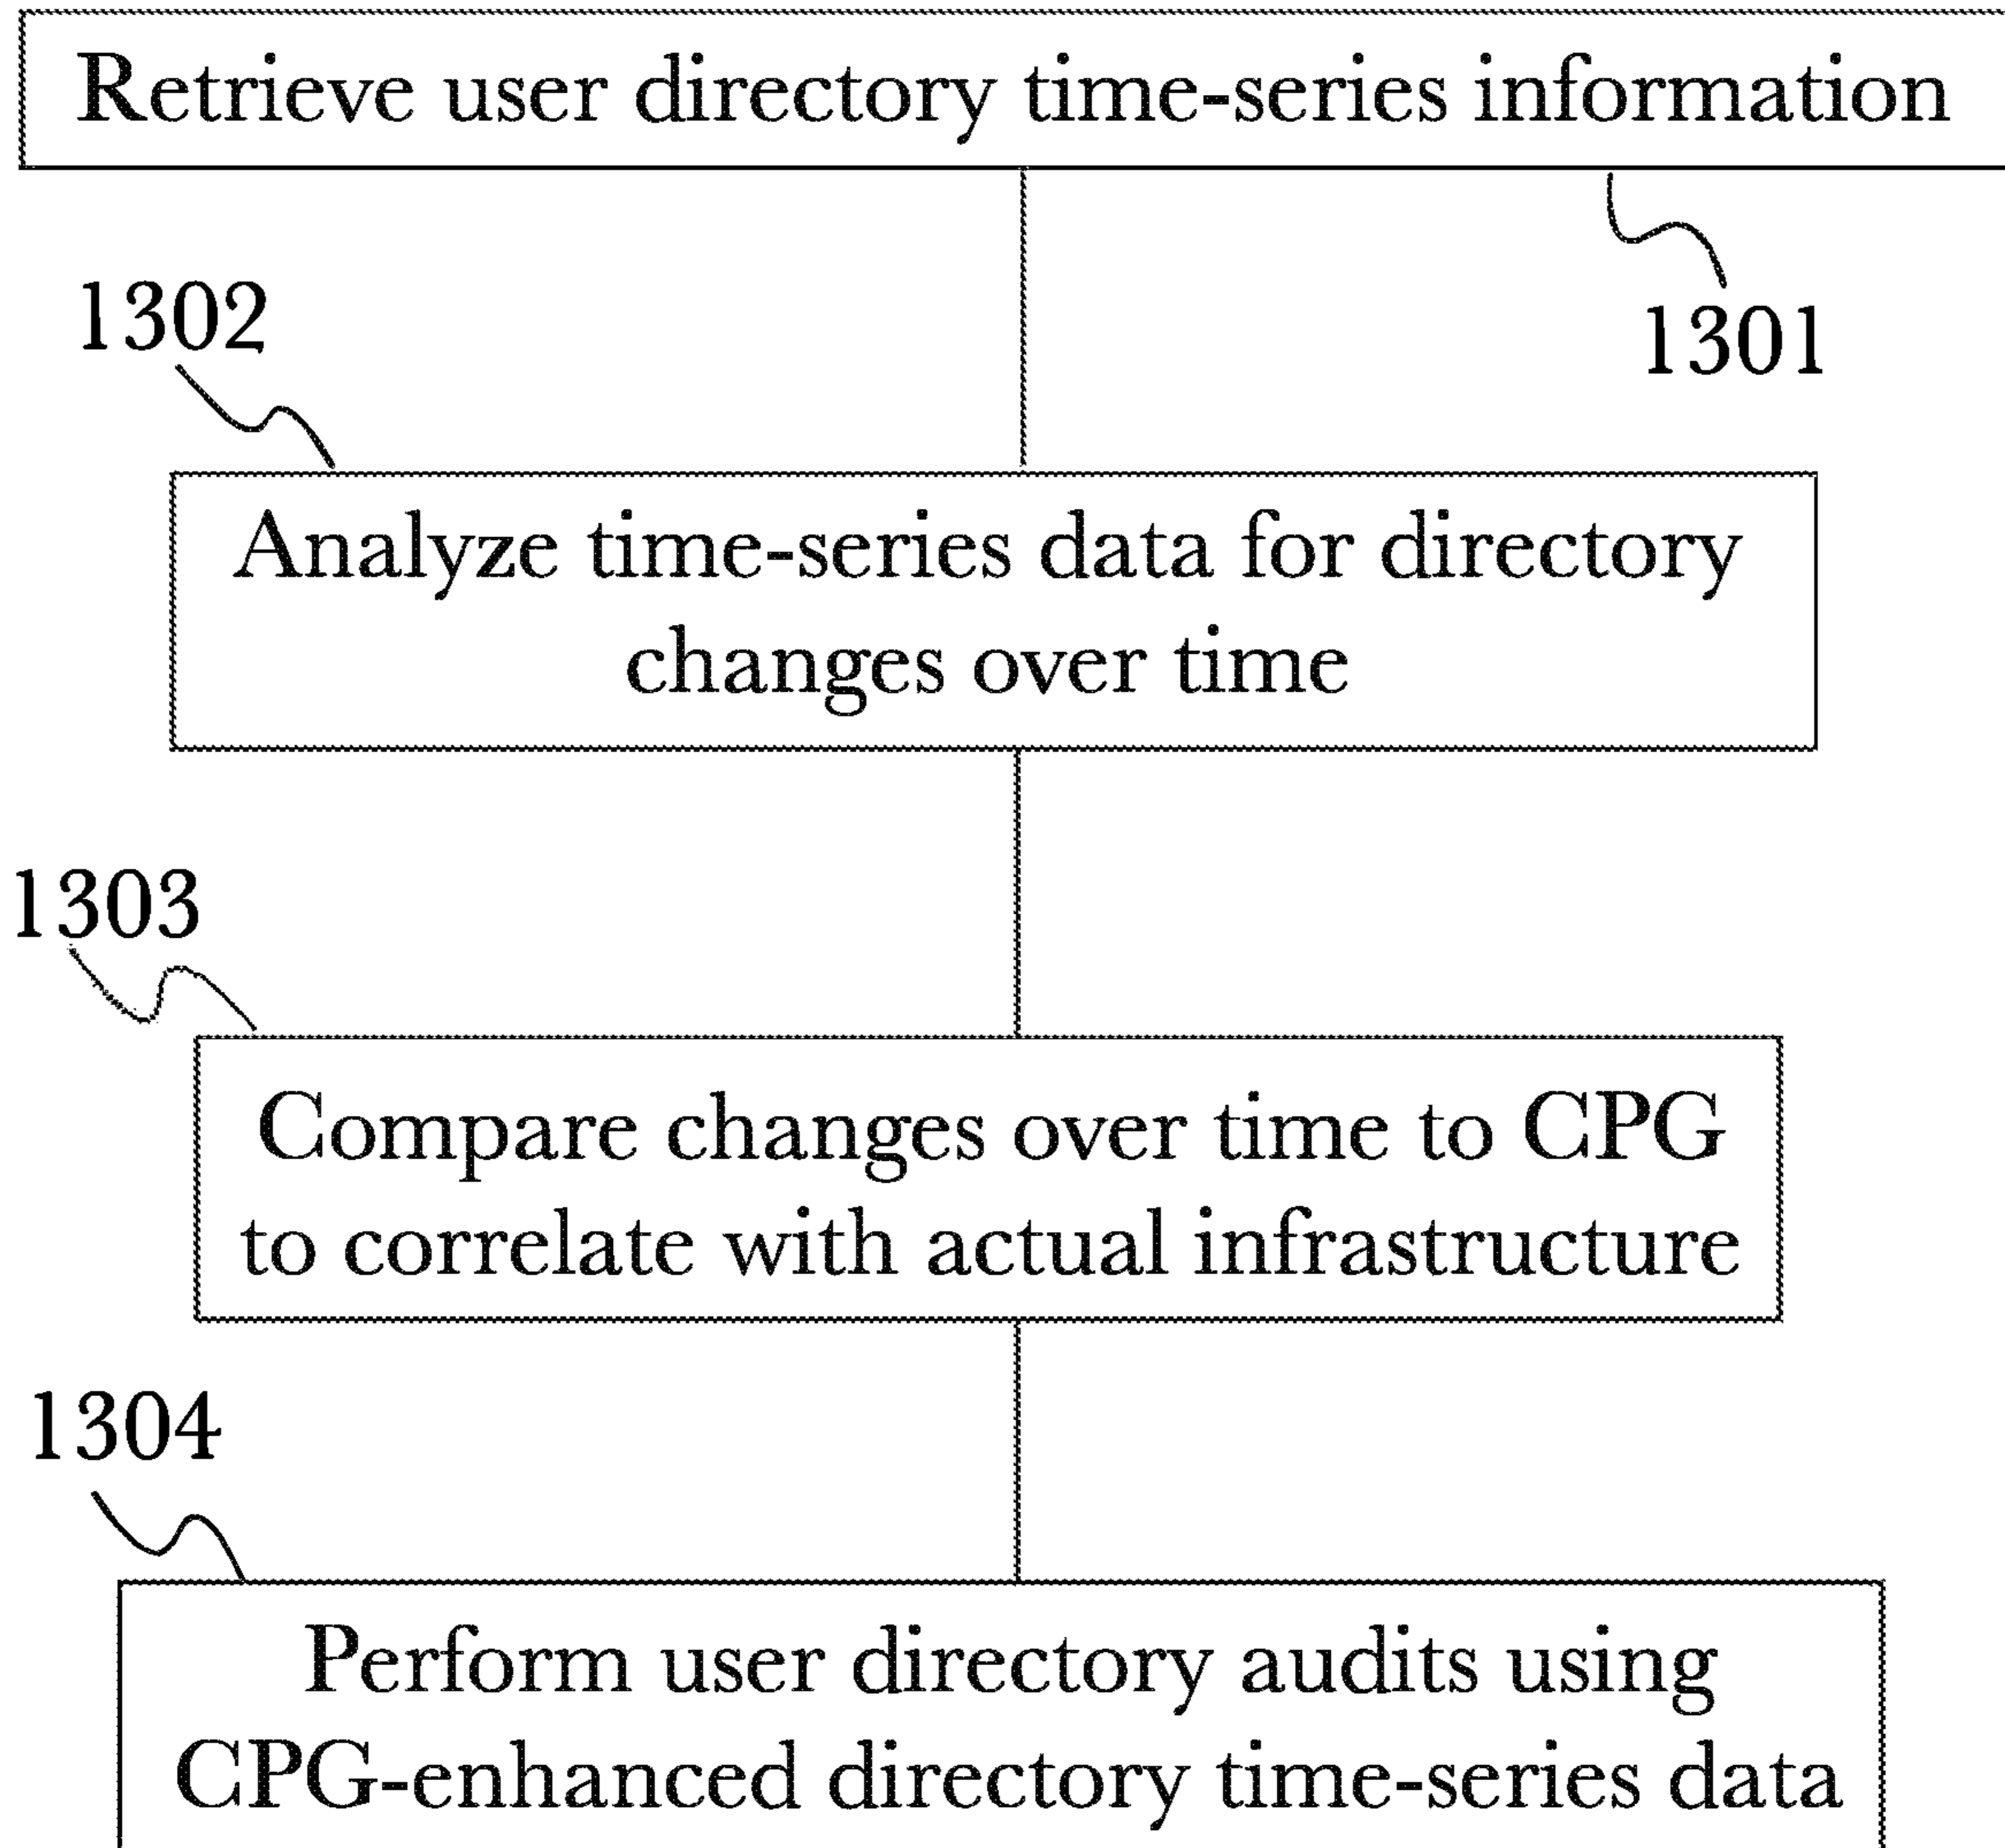 Retrieve user directory time-series information
1302
1301
Analyze time-series data for directory
changes over time
1303
Compare changes over time to CPG
to correlate with actual infrastructure
1304
Perform user directory audits using
CPG-enhanced directory time-series data